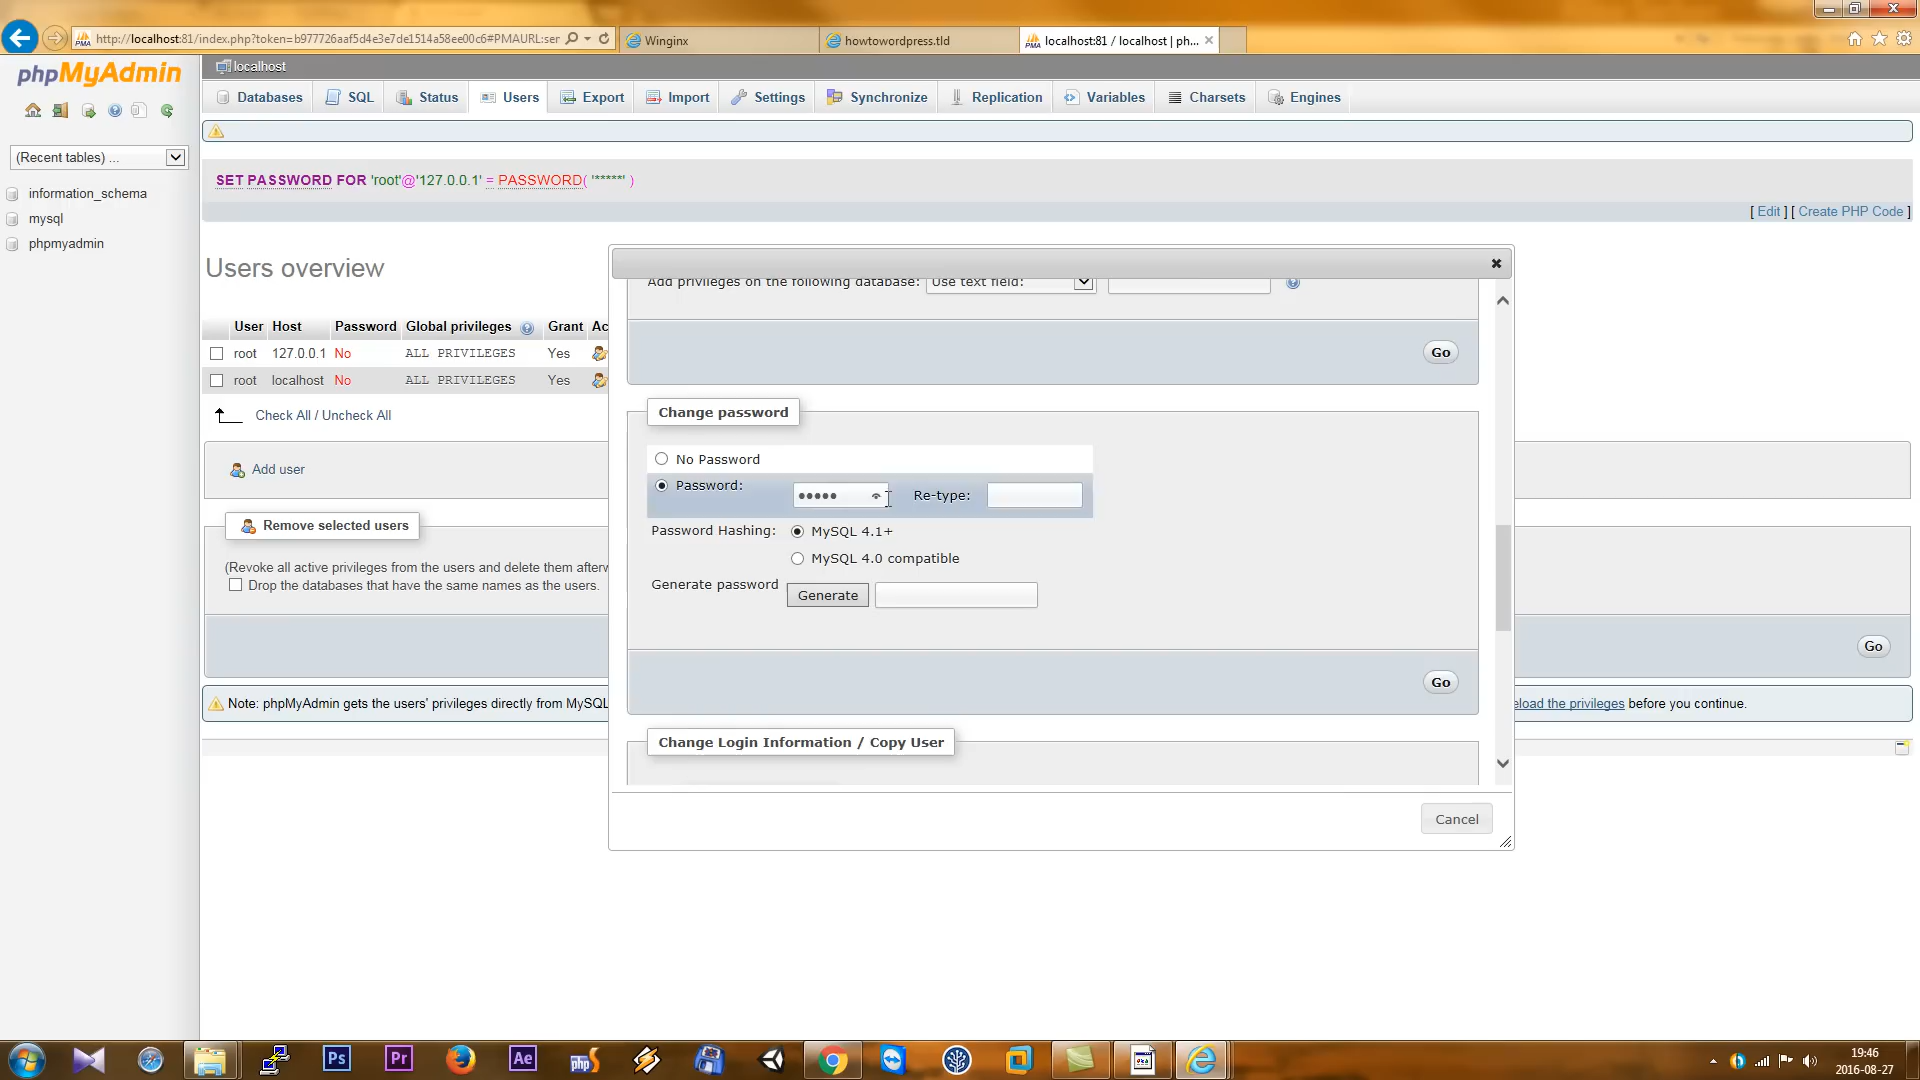 http://localhost:81/index.php?token=b977726aaf5d4e3e7de1514a58ee00c6#PMAURL:ser
Winginx
howtowordpress.tld
localhost:81 / localhost | ph...
phpMyAdmin
localhost
Databases
SQL
Status
Users
Export
Import
Settings
Synchronize
Replication
Variables
Charsets
Engines
(Recent tables) ...
information_schema
mysql
phpmyadmin
SET PASSWORD FOR 'root'@'127.0.0.1' = PASSWORD( '*****' )
[ Edit ] [ Create PHP Code ]
Users overview
User Host Password Global privileges Grant Ac
root 127.0.0.1 No ALL PRIVILEGES Yes
root localhost No ALL PRIVILEGES Yes
Check All / Uncheck All
Add user
Remove selected users
(Revoke all active privileges from the users and delete them afterw
Drop the databases that have the same names as the users.
Go
Note: phpMyAdmin gets the users' privileges directly from MySQL
eload the privileges before you continue.
Add privileges on the following database: Use text field:
Go
Change password
No Password
Password: ••••• Re-type:
Password Hashing: MySQL 4.1+
MySQL 4.0 compatible
Generate password Generate
Go
Change Login Information / Copy User
Cancel
Ps
Pr
Ae
php
19:46
2016-08-27